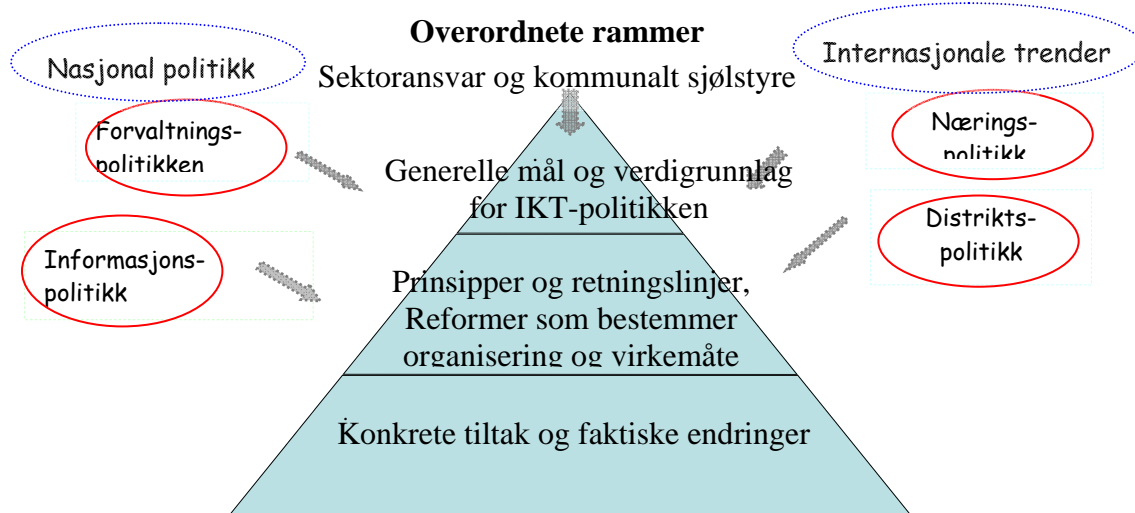 Overordnete rammer
Sektoransvar og kommunalt sjølstyre
Nasjonal politikk
Internasjonale trender
Forvaltnings-
politikken
Nærings-
politikk
Informasjons-
politikk
Distrikts-
politikk
Generelle mål og verdigrunnlag
for IKT-politikken
Prinsipper og retningslinjer,
Reformer som bestemmer
organisering og virkemåte
Konkrete tiltak og faktiske endringer